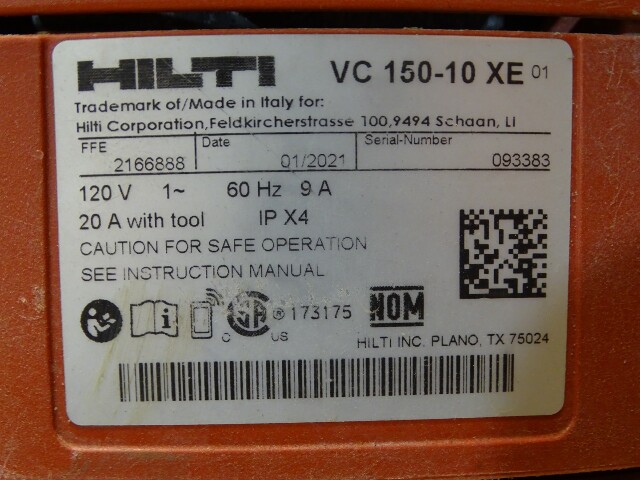 HILTI VC 150-10 XE 01
Trademark of/Made in Italy for:
Hilti Corporation,Feldkircherstrasse 100,9494 Schaan, LI
FFE Date Serial-Number
2166888 01/2021 093383
120 V 1~ 60 Hz 9 A
20 A with tool IP X4
CAUTION FOR SAFE OPERATION
SEE INSTRUCTION MANUAL
C SA ® 173175 NOM
C US HILTI INC. PLANO, TX 75024